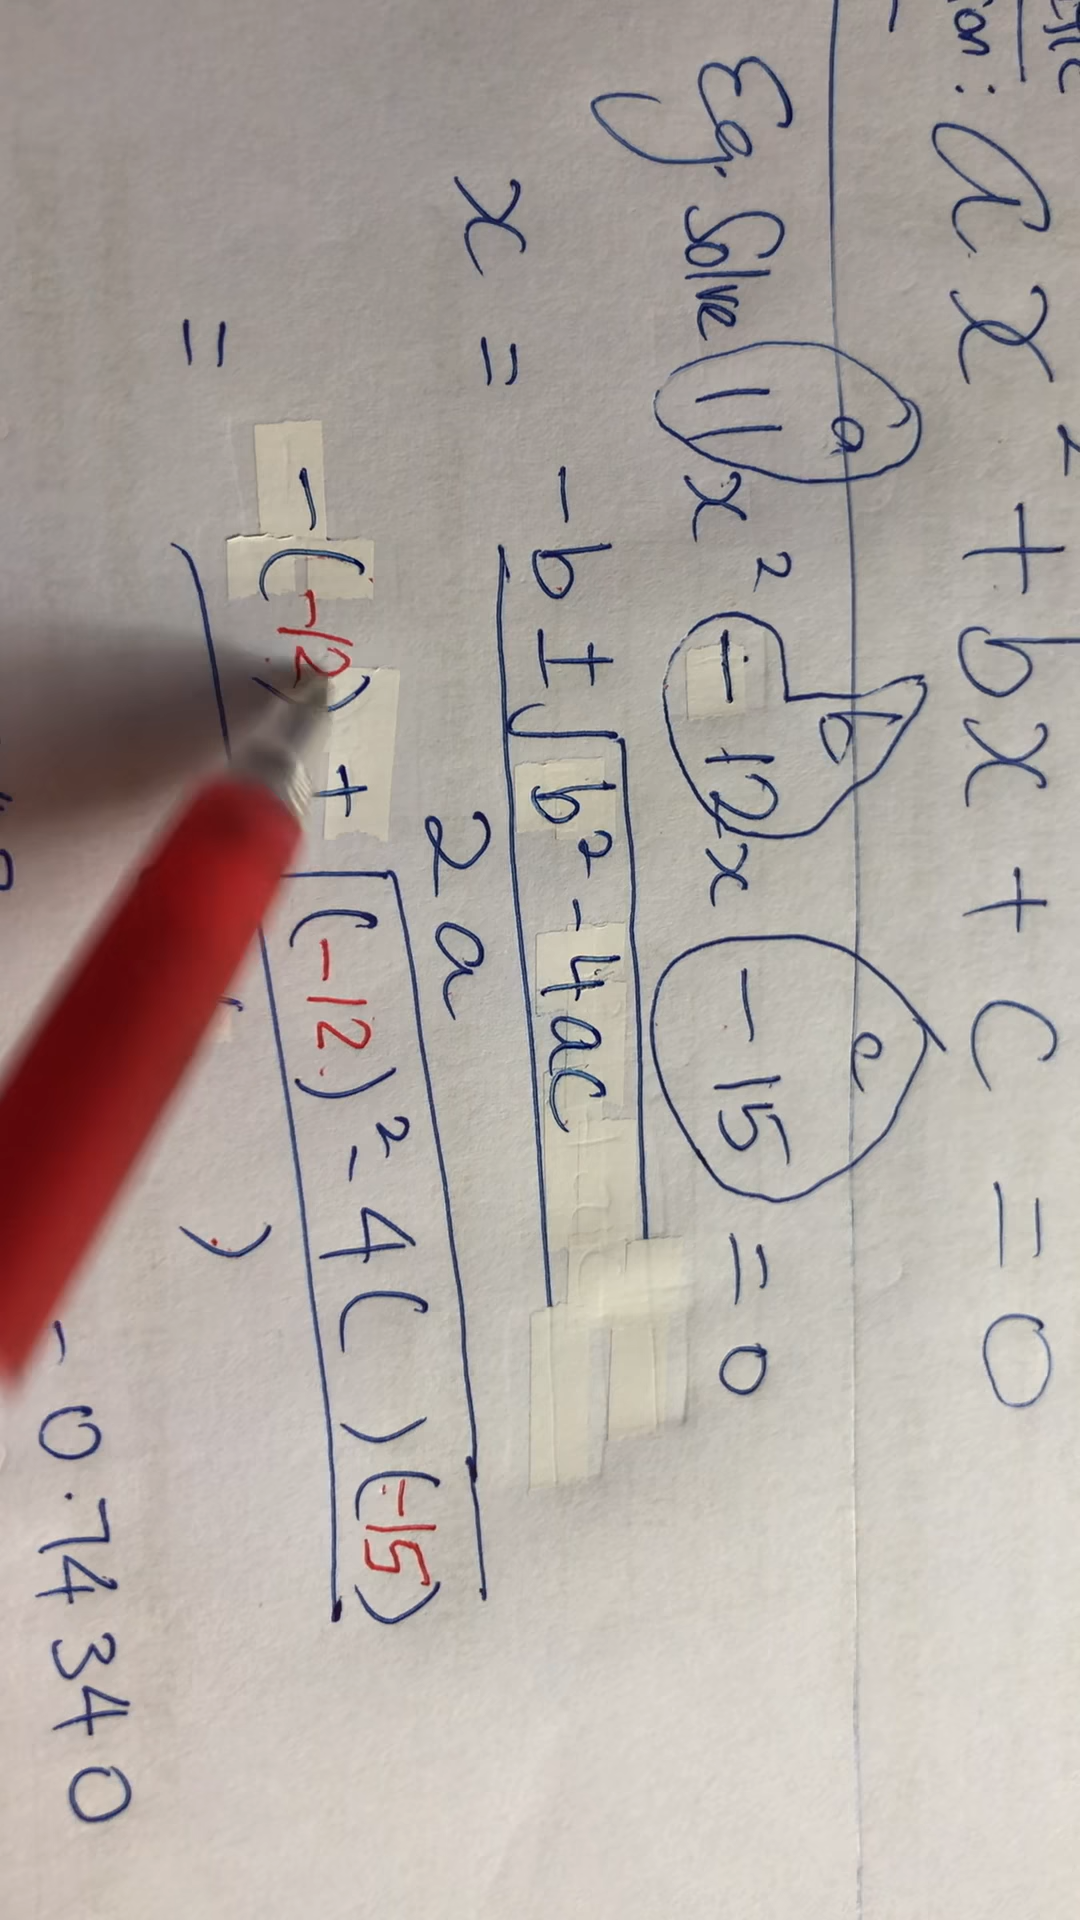 ax² + bx + c = 0
Eg. Solve 11x² - 12x - 15 = 0
a b c
x = -b ± √b² - 4ac
2a
= -(-12) + √(-12)² - 4( )(-15)
)
- 0.74340